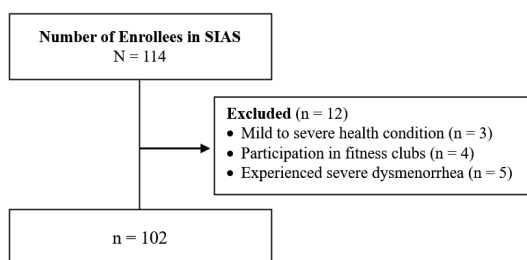 Number of Enrollees in SIAS
N = 114
Excluded (n = 12)
• Mild to severe health condition (n = 3)
• Participation in fitness clubs (n = 4)
• Experienced severe dysmenorrhea (n = 5)
n = 102